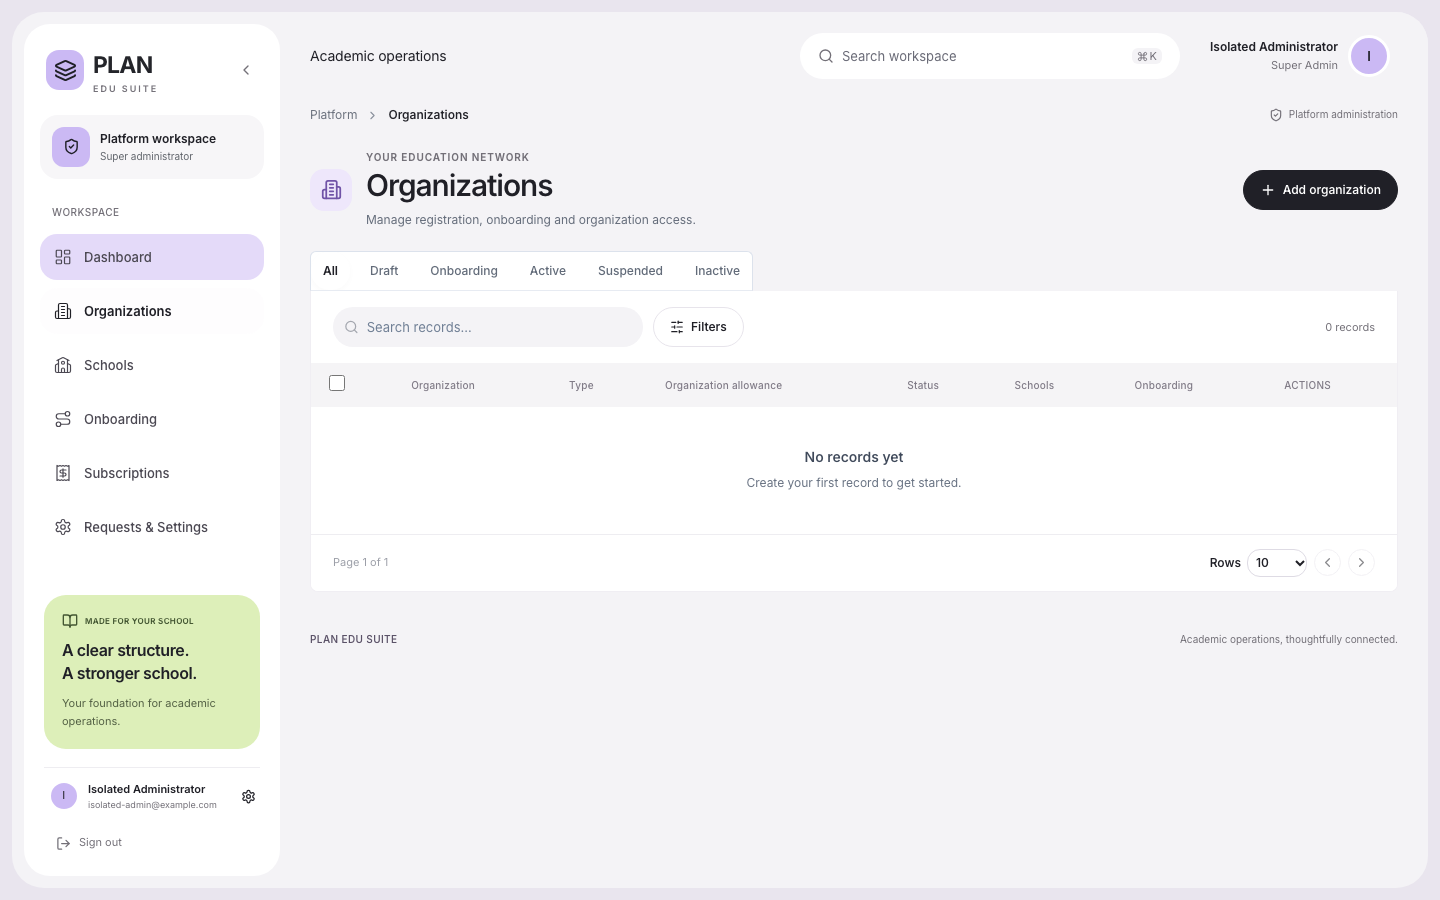 PLAN
EDU SUITE
Platform workspace
Super administrator
WORKSPACE
Dashboard
Organizations
Schools
Onboarding
Subscriptions
Requests & Settings
MADE FOR YOUR SCHOOL
A clear structure.
A stronger school.
Your foundation for academic
operations.
I
Isolated Administrator
isolated-admin@example.com
Sign out
Academic operations
Search workspace
⌘K
Isolated Administrator
Super Admin
I
Platform
Organizations
Platform administration
YOUR EDUCATION NETWORK
Organizations
Manage registration, onboarding and organization access.
Add organization
All Draft Onboarding Active Suspended Inactive
Search records...
Filters
0 records
Organization Type Organization allowance Status Schools Onboarding ACTIONS
No records yet
Create your first record to get started.
Page 1 of 1
Rows 10
PLAN EDU SUITE
Academic operations, thoughtfully connected.